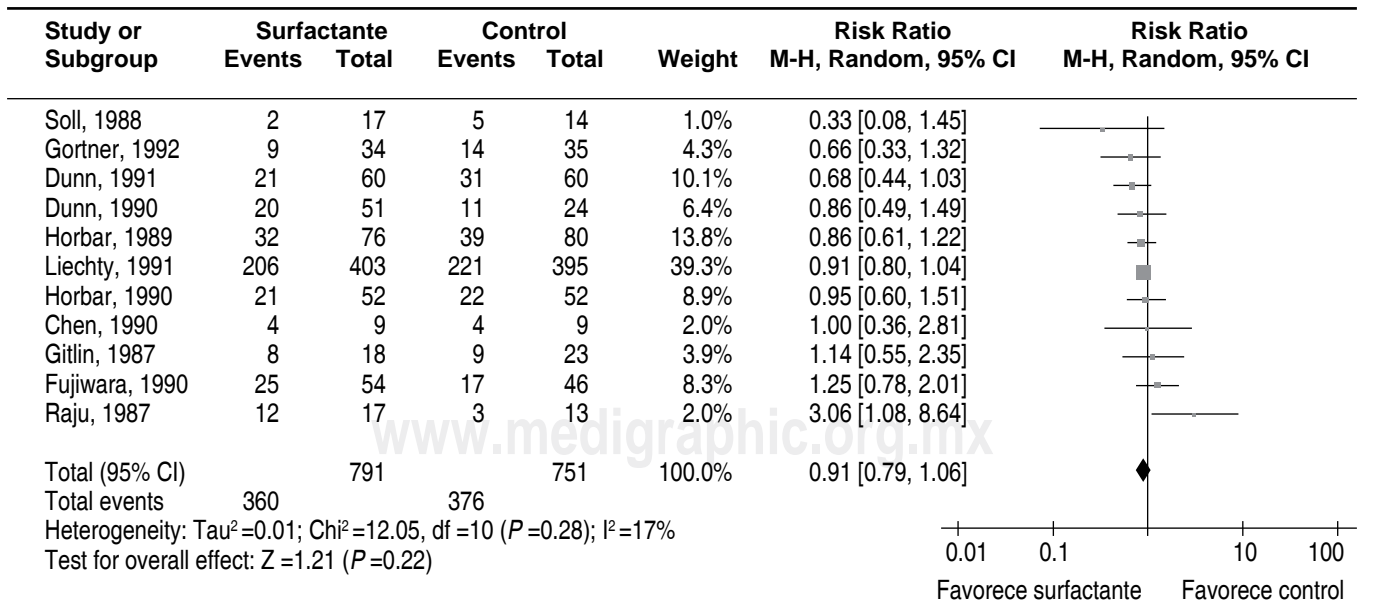 Study or Surfactante Control Risk Ratio Risk Ratio
Subgroup Events Total Events Total Weight M-H, Random, 95% CI M-H, Random, 95% CI
Soll, 1988 2 17 5 14 1.0% 0.33 [0.08, 1.45]
Gortner, 1992 9 34 14 35 4.3% 0.66 [0.33, 1.32]
Dunn, 1991 21 60 31 60 10.1% 0.68 [0.44, 1.03]
Dunn, 1990 20 51 11 24 6.4% 0.86 [0.49, 1.49]
Horbar, 1989 32 76 39 80 13.8% 0.86 [0.61, 1.22]
Liechty, 1991 206 403 221 395 39.3% 0.91 [0.80, 1.04]
Horbar, 1990 21 52 22 52 8.9% 0.95 [0.60, 1.51]
Chen, 1990 4 9 4 9 2.0% 1.00 [0.36, 2.81]
Gitlin, 1987 8 18 9 23 3.9% 1.14 [0.55, 2.35]
Fujiwara, 1990 25 54 17 46 8.3% 1.25 [0.78, 2.01]
Raju, 1987 12 17 3 13 2.0% 3.06 [1.08, 8.64]
www.medigraphic.org.mx
Total (95% CI) 791 751 100.0% 0.91 [0.79, 1.06]
Total events 360 376
Heterogeneity: Tau²=0.01; Chi²=12.05, df =10 (P =0.28); I²=17%
Test for overall effect: Z =1.21 (P =0.22)
0.01 0.1 10 100
Favorece surfactante Favorece control